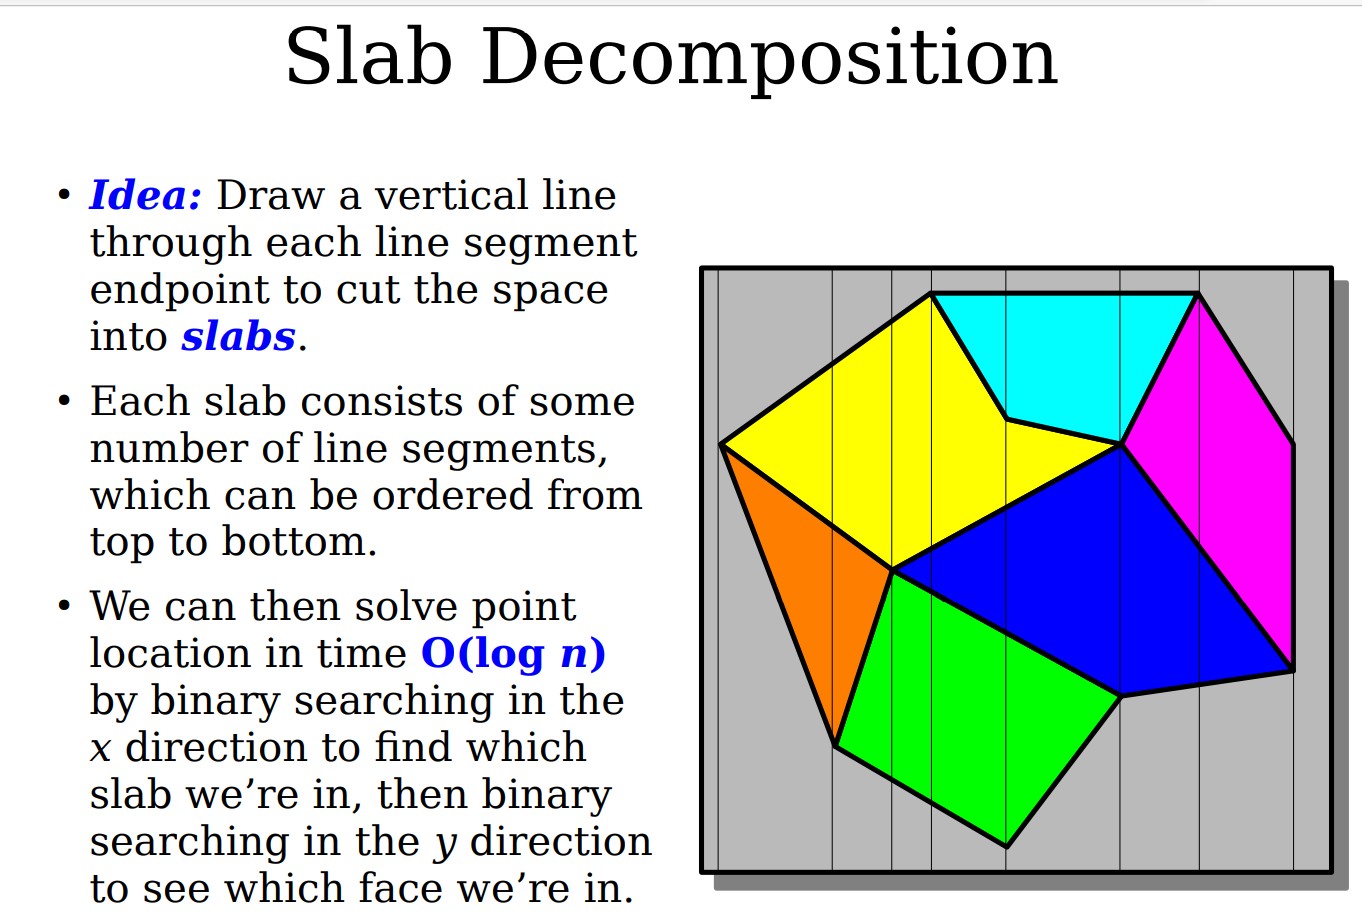 Slab Decomposition
• Idea: Draw a vertical line
through each line segment
endpoint to cut the space
into slabs.
• Each slab consists of some
number of line segments,
which can be ordered from
top to bottom.
• We can then solve point
location in time O(log n)
by binary searching in the
x direction to find which
slab we’re in, then binary
searching in the y direction
to see which face we’re in.